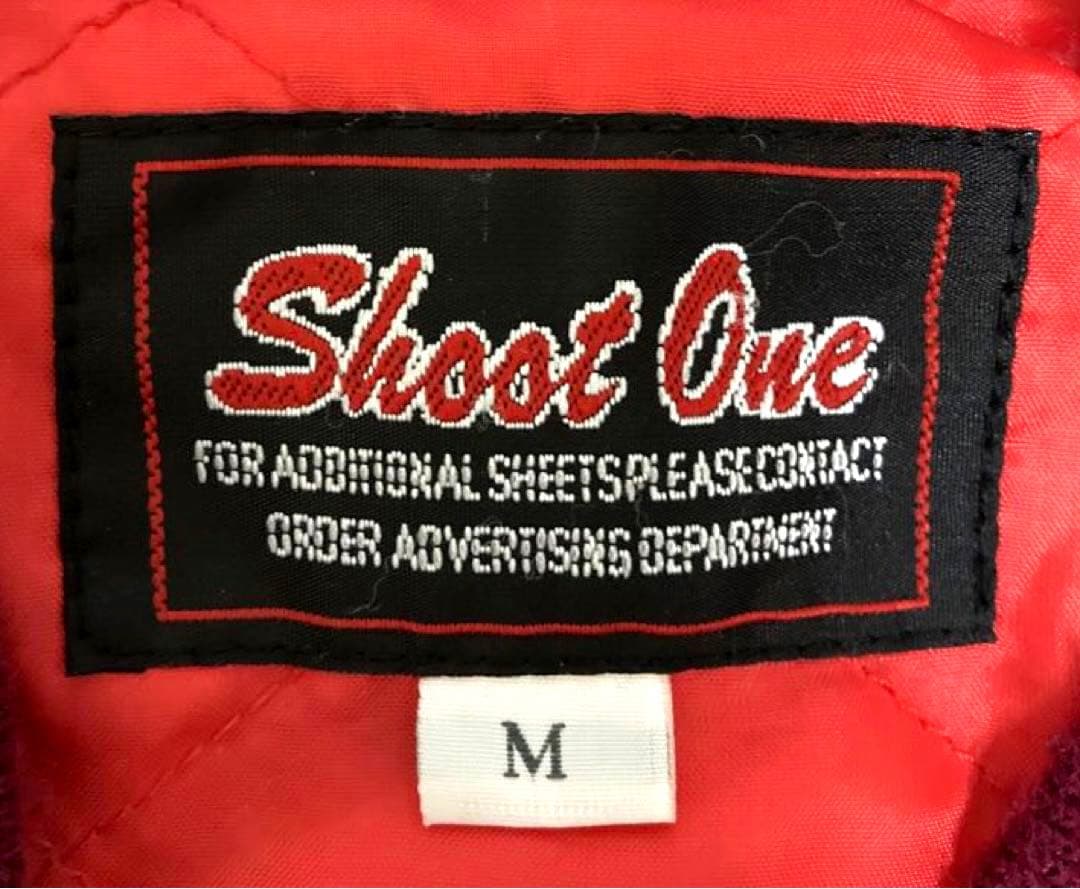 Shoot One
FOR ADDITIONAL SHEETS PLEASE CONTACT
ORDER ADVERTISING DEPARTMENT
M